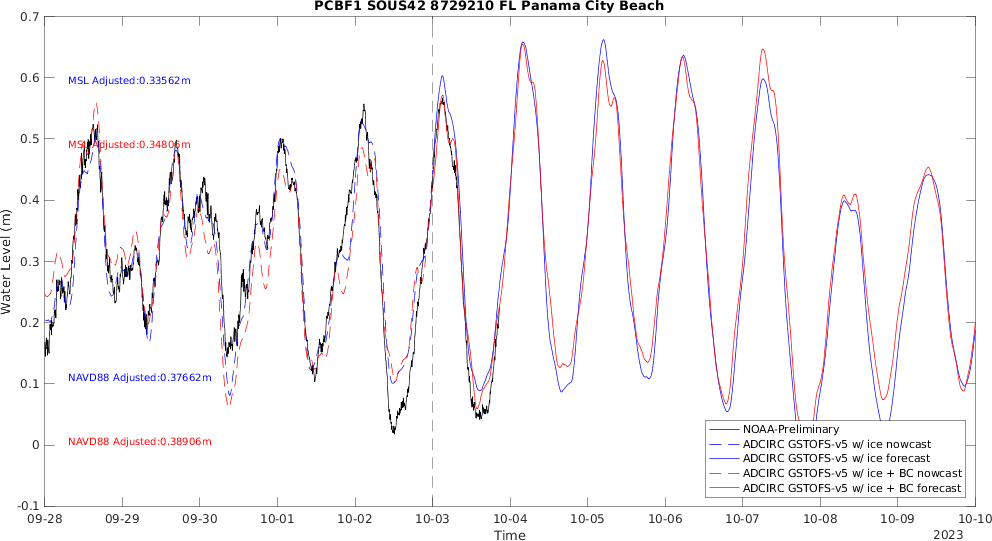 PCBF1 SOUS42 8729210 FL Panama City Beach
0.7
0.6
0.5
0.4
0.3
0.2
0.1
0
-0.1
Water Level (m)
MSL Adjusted:0.33562m
MSL Adjusted:0.34805m
NAVD88 Adjusted:0.37662m
NAVD88 Adjusted:0.38906m
NOAA-Preliminary
ADCIRC GSTOFS-v5 w/ ice nowcast
ADCIRC GSTOFS-v5 w/ ice forecast
ADCIRC GSTOFS-v5 w/ ice + BC nowcast
ADCIRC GSTOFS-v5 w/ ice + BC forecast
09-28 09-29 09-30 10-01 10-02 10-03 10-04 10-05 10-06 10-07 10-08 10-09 10-10
Time
2023